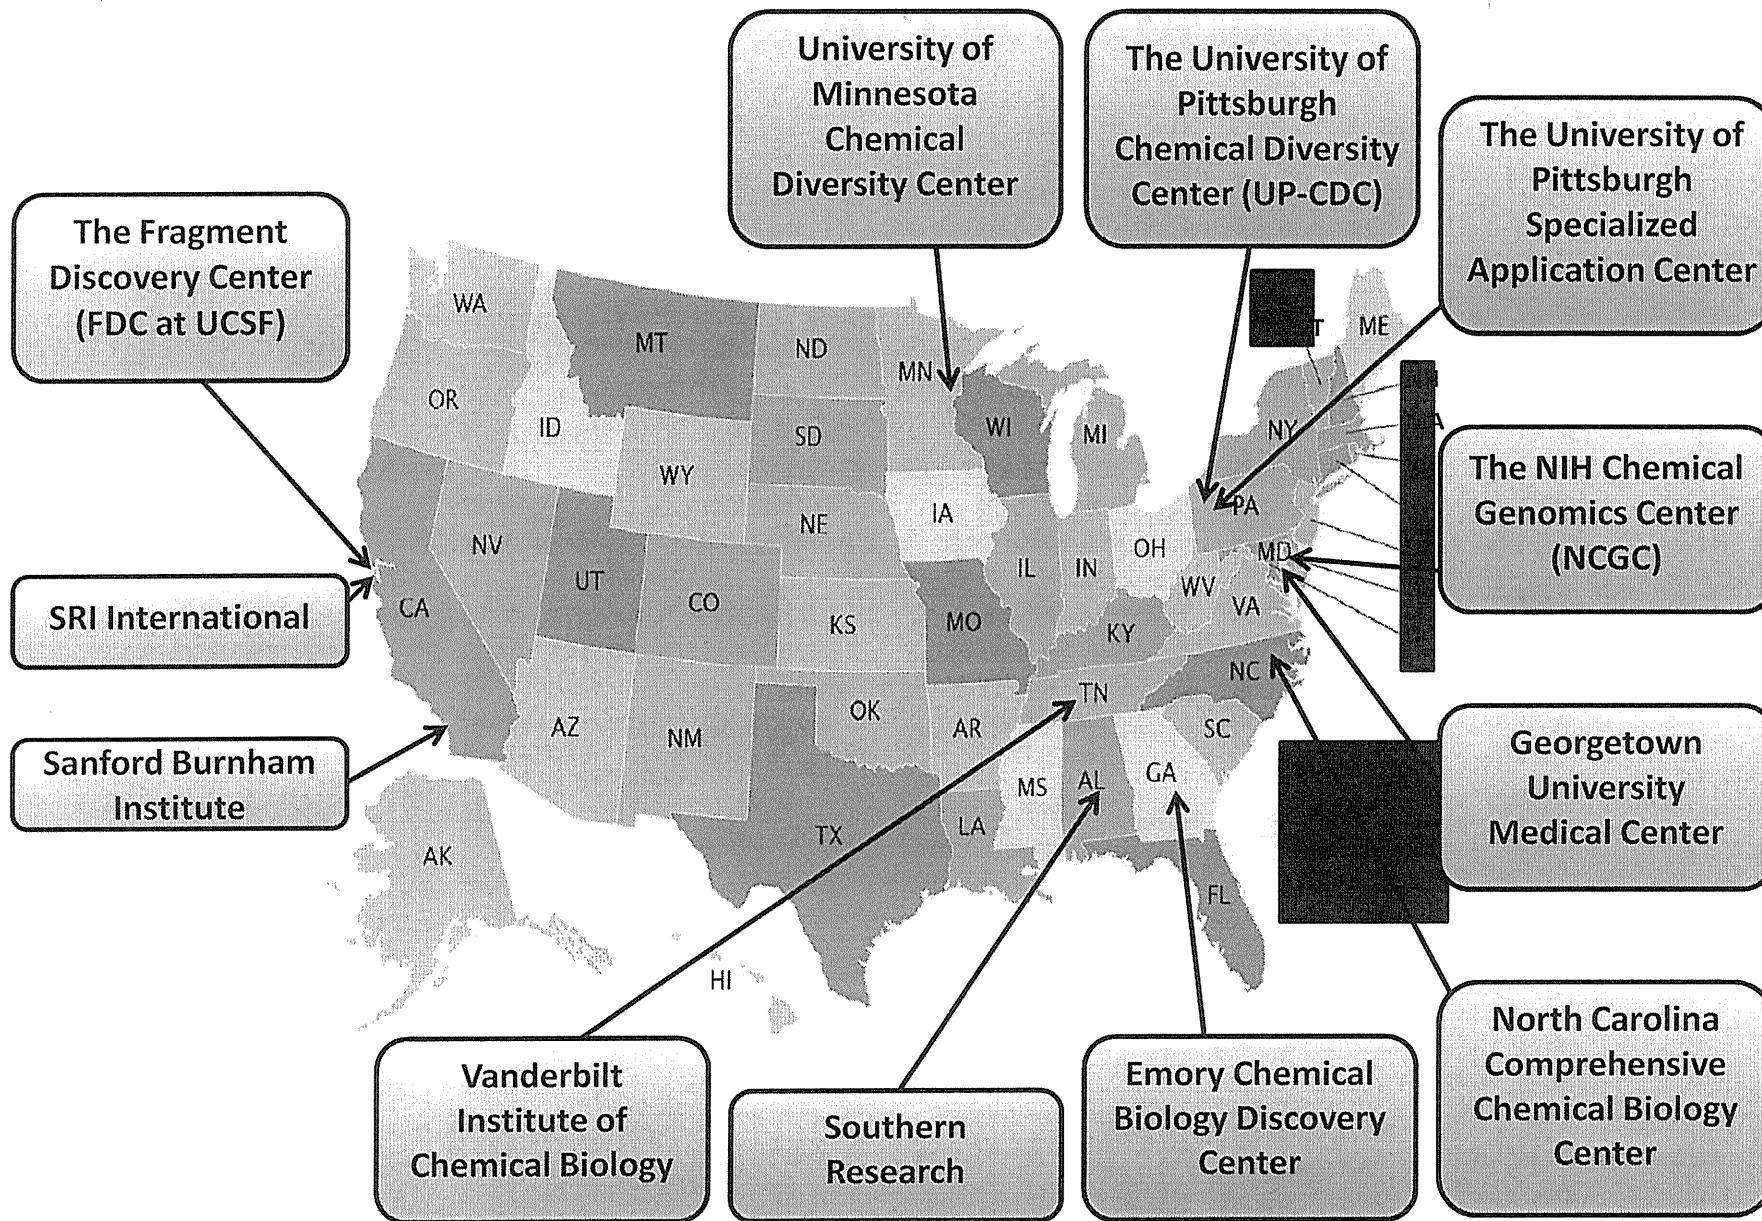 University of
Minnesota
Chemical
Diversity Center
The University of
Pittsburgh
Chemical Diversity
Center (UP-CDC)
The University of
Pittsburgh
Specialized
Application Center
The Fragment
Discovery Center
(FDC at UCSF)
WA
MT
ND
MN
ME
OR
ID
SD
WI
MI
NY
WY
The NIH Chemical
Genomics Center
(NCGC)
NV
NE
IA
PA
UT
CO
IL
IN
OH
MD
WV
VA
SRI International
CA
KS
MO
KY
NC
Sanford Burnham
Institute
AZ
NM
OK
AR
TN
SC
Georgetown
University
Medical Center
MS
AL
GA
TX
LA
AK
FL
HI
Vanderbilt
Institute of
Chemical Biology
Southern
Research
Emory Chemical
Biology Discovery
Center
North Carolina
Comprehensive
Chemical Biology
Center